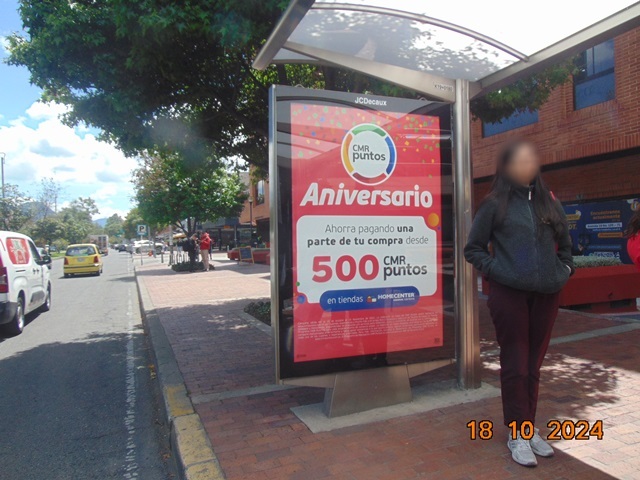 JCDecaux
CMR
puntos
Aniversario
Ahorra pagando una
parte de tu compra desde
500 CMR
puntos
en tiendas HOMECENTER
18 10 2024